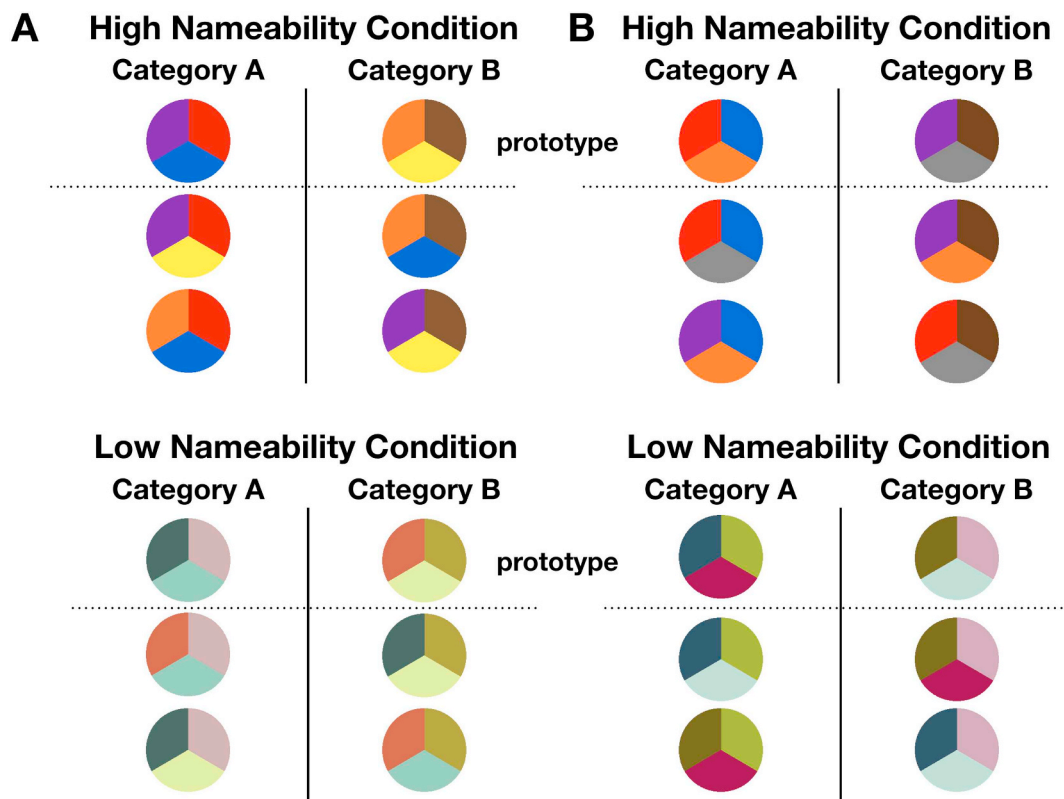 A High Nameability Condition
Category A Category B
prototype
Low Nameability Condition
Category A Category B
prototype
B High Nameability Condition
Category A Category B
Low Nameability Condition
Category A Category B